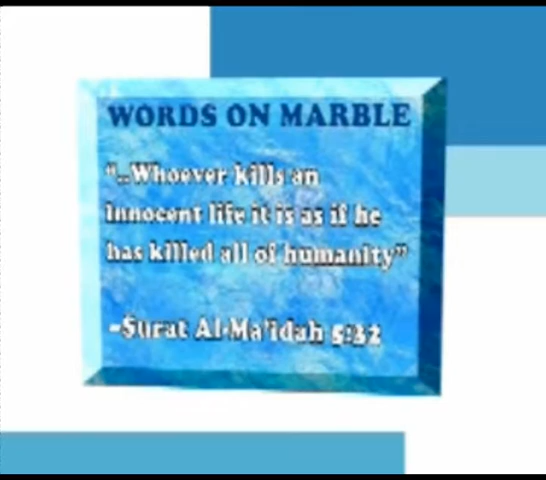 WORDS ON MARBLE
"..Whoever kills an
innocent life it is as if he
has killed all of humanity"
-Surat Al-Ma'idah 5:32